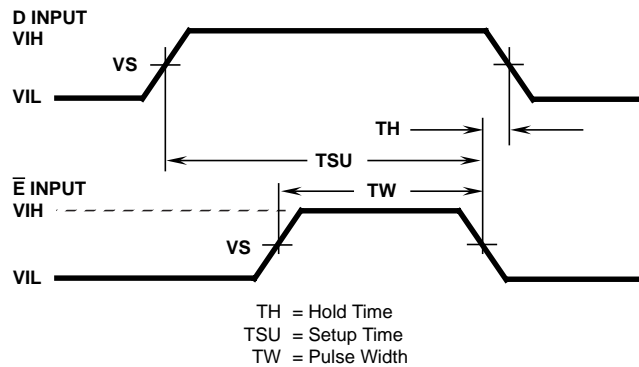 D INPUT
VIH
VS
VIL
TH
TSU
E̅ INPUT
TW
VIH
VS
VIL
TH = Hold Time
TSU = Setup Time
TW = Pulse Width